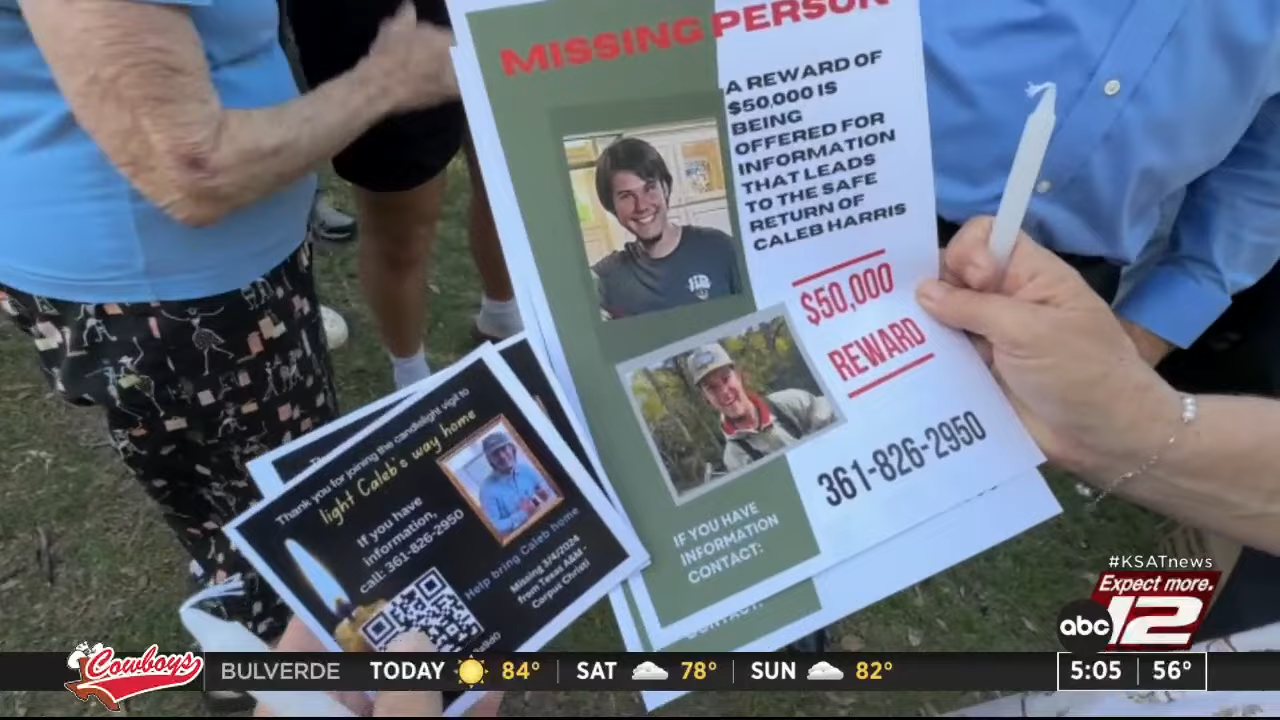 MISSING PERSON
A REWARD OF
$50,000 IS
BEING
OFFERED FOR
INFORMATION
THAT LEADS
TO THE SAFE
RETURN OF
CALEB HARRIS
$50,000
REWARD
361-826-2950
IF YOU HAVE
INFORMATION
CONTACT:
CONTACT:
Thank you for joining the candlelight vigil to
light Caleb's way home
If you have
information,
call: 361-826-2950
Help bring Caleb home
Missing 3/4/2024
from Texas A&M -
Corpus Christi
#KSATnews
Expect more.
abc 12
Cowboys
BULVERDE TODAY 84° SAT 78° SUN 82°
5:05 56°